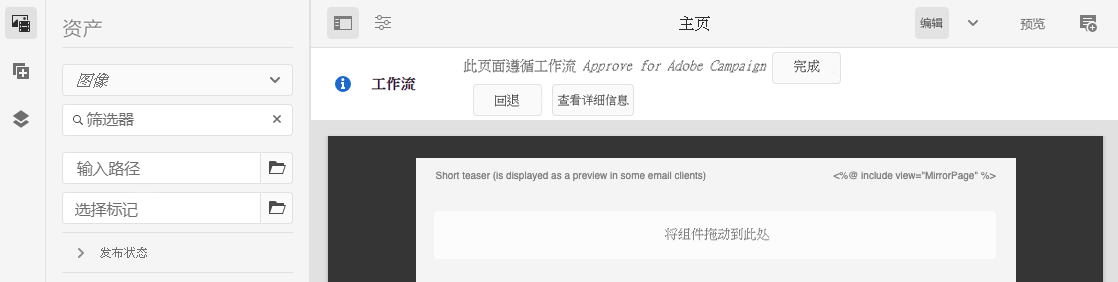 资产
图像
筛选器
输入路径
选择标记
发布状态
主页
编辑
预览
工作流
此页面遵循工作流 Approve for Adobe Campaign
完成
回退
查看详细信息
Short teaser (is displayed as a preview in some email clients)
<%@ include view="MirrorPage" %>
将组件拖动到此处